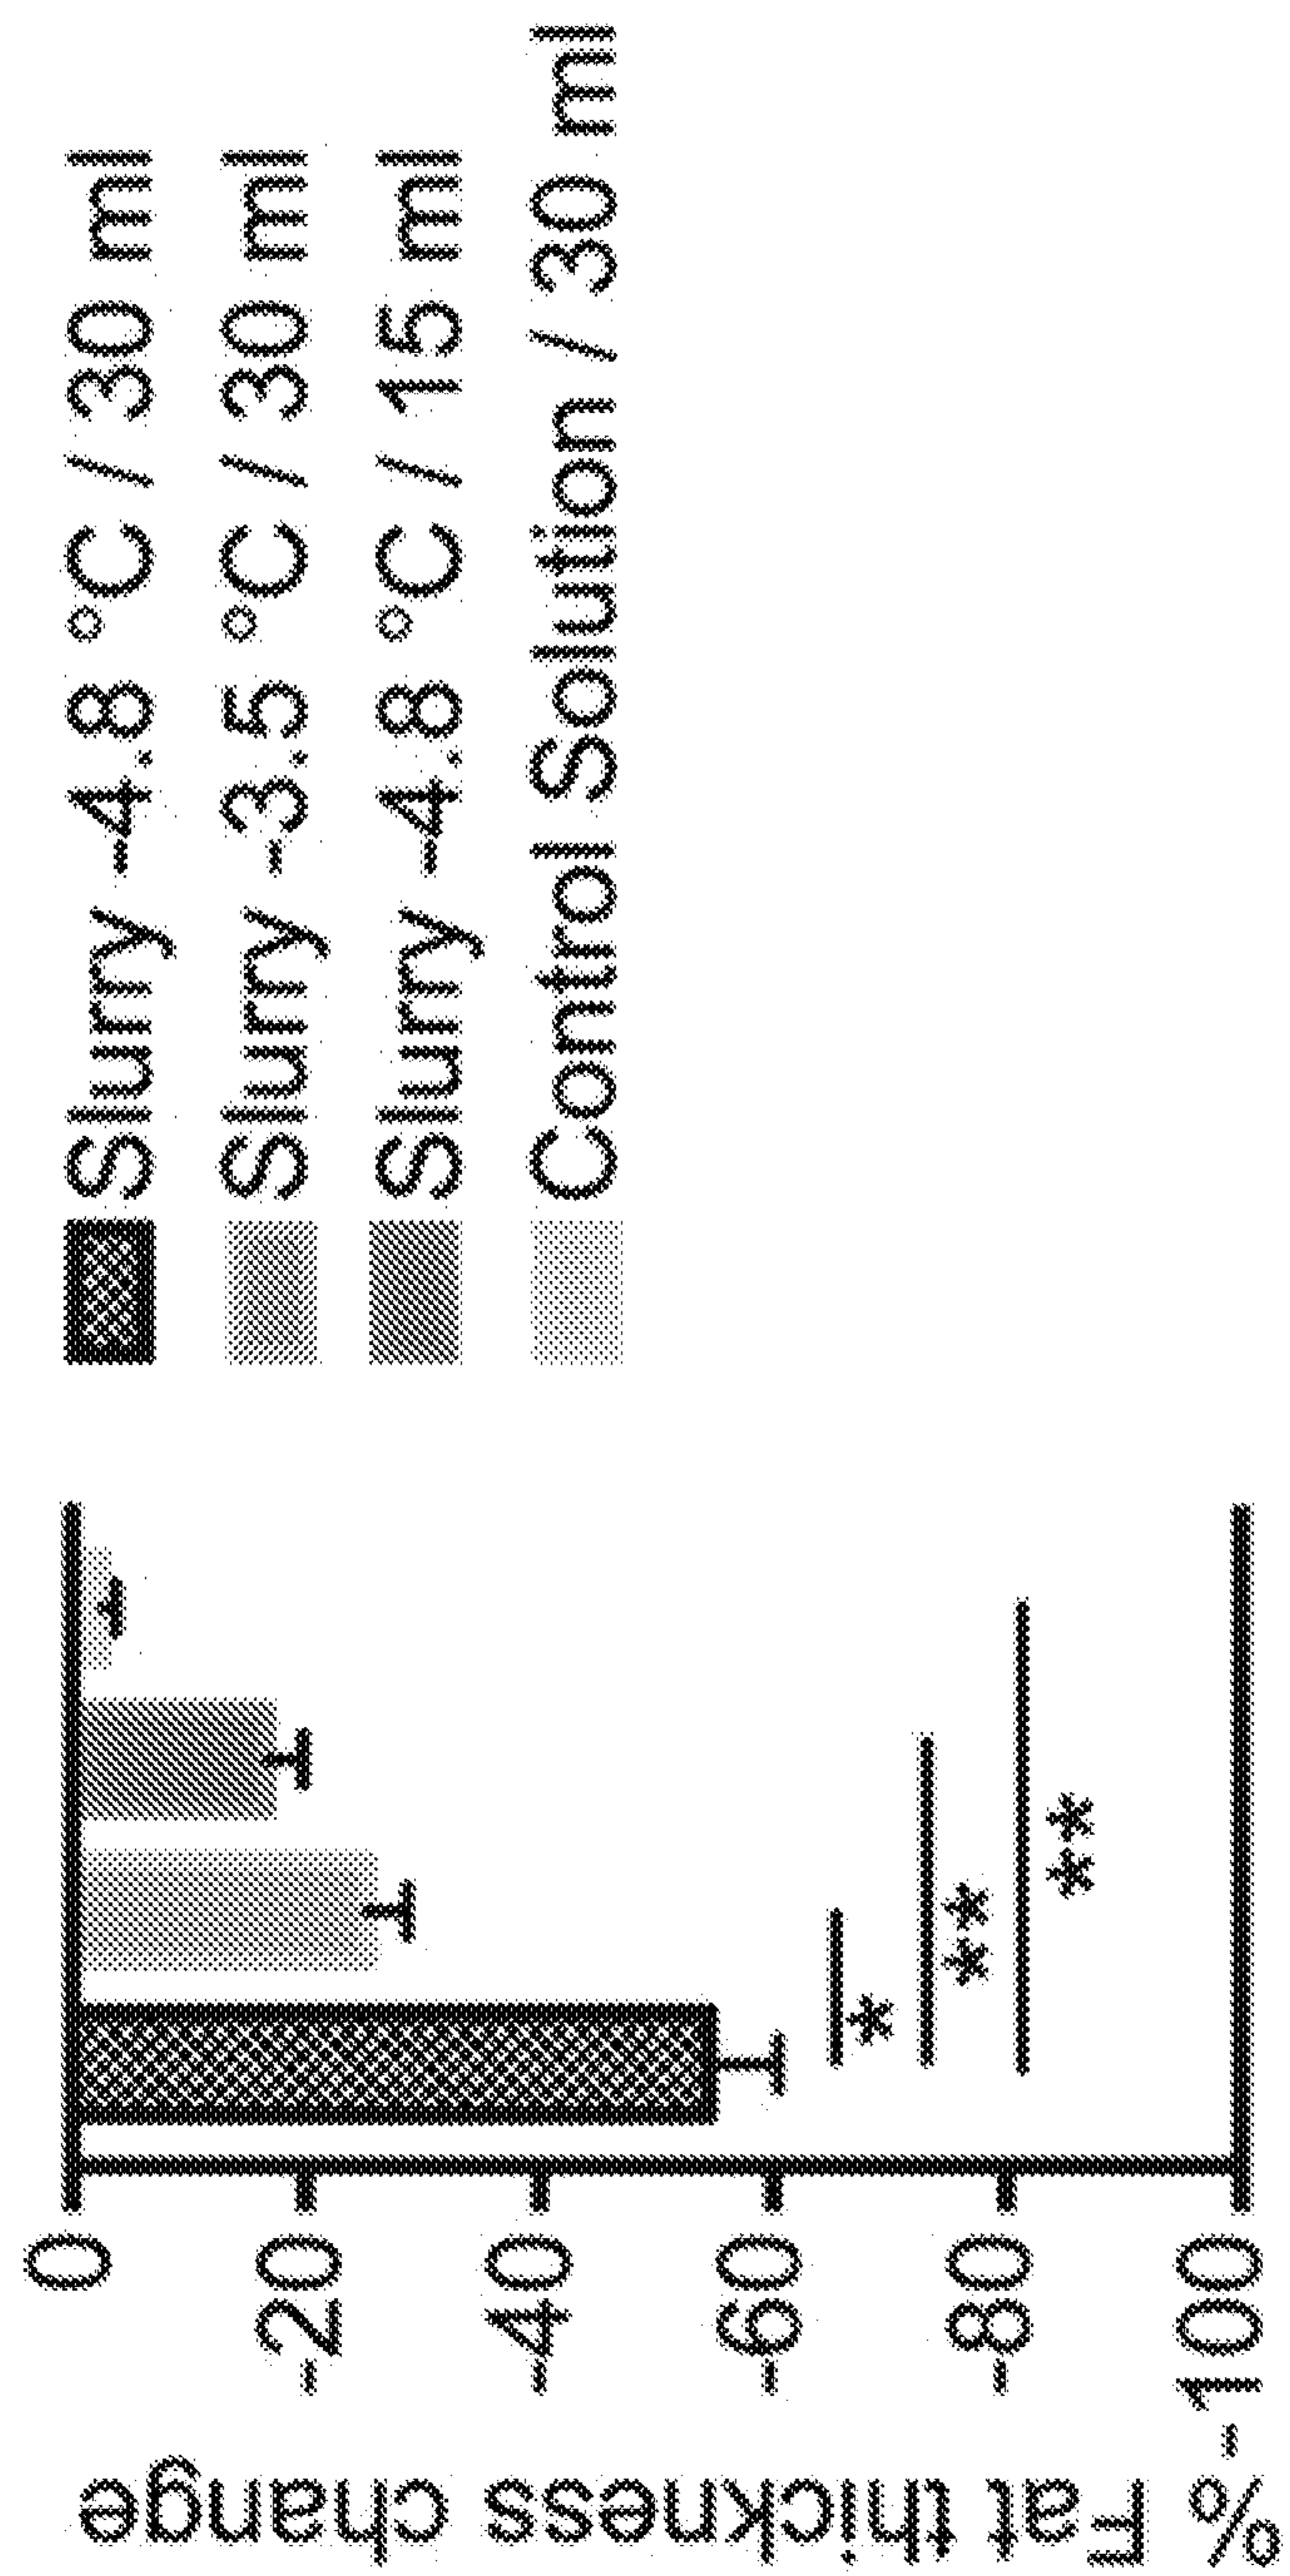 % Fat thickness change
0
-20
-40
-60
-80
-100
*
**
**
Slurry -4.8 °C / 30 ml
Slurry -3.5 °C / 30 ml
Slurry -4.8 °C / 15 ml
Control Solution / 30 ml